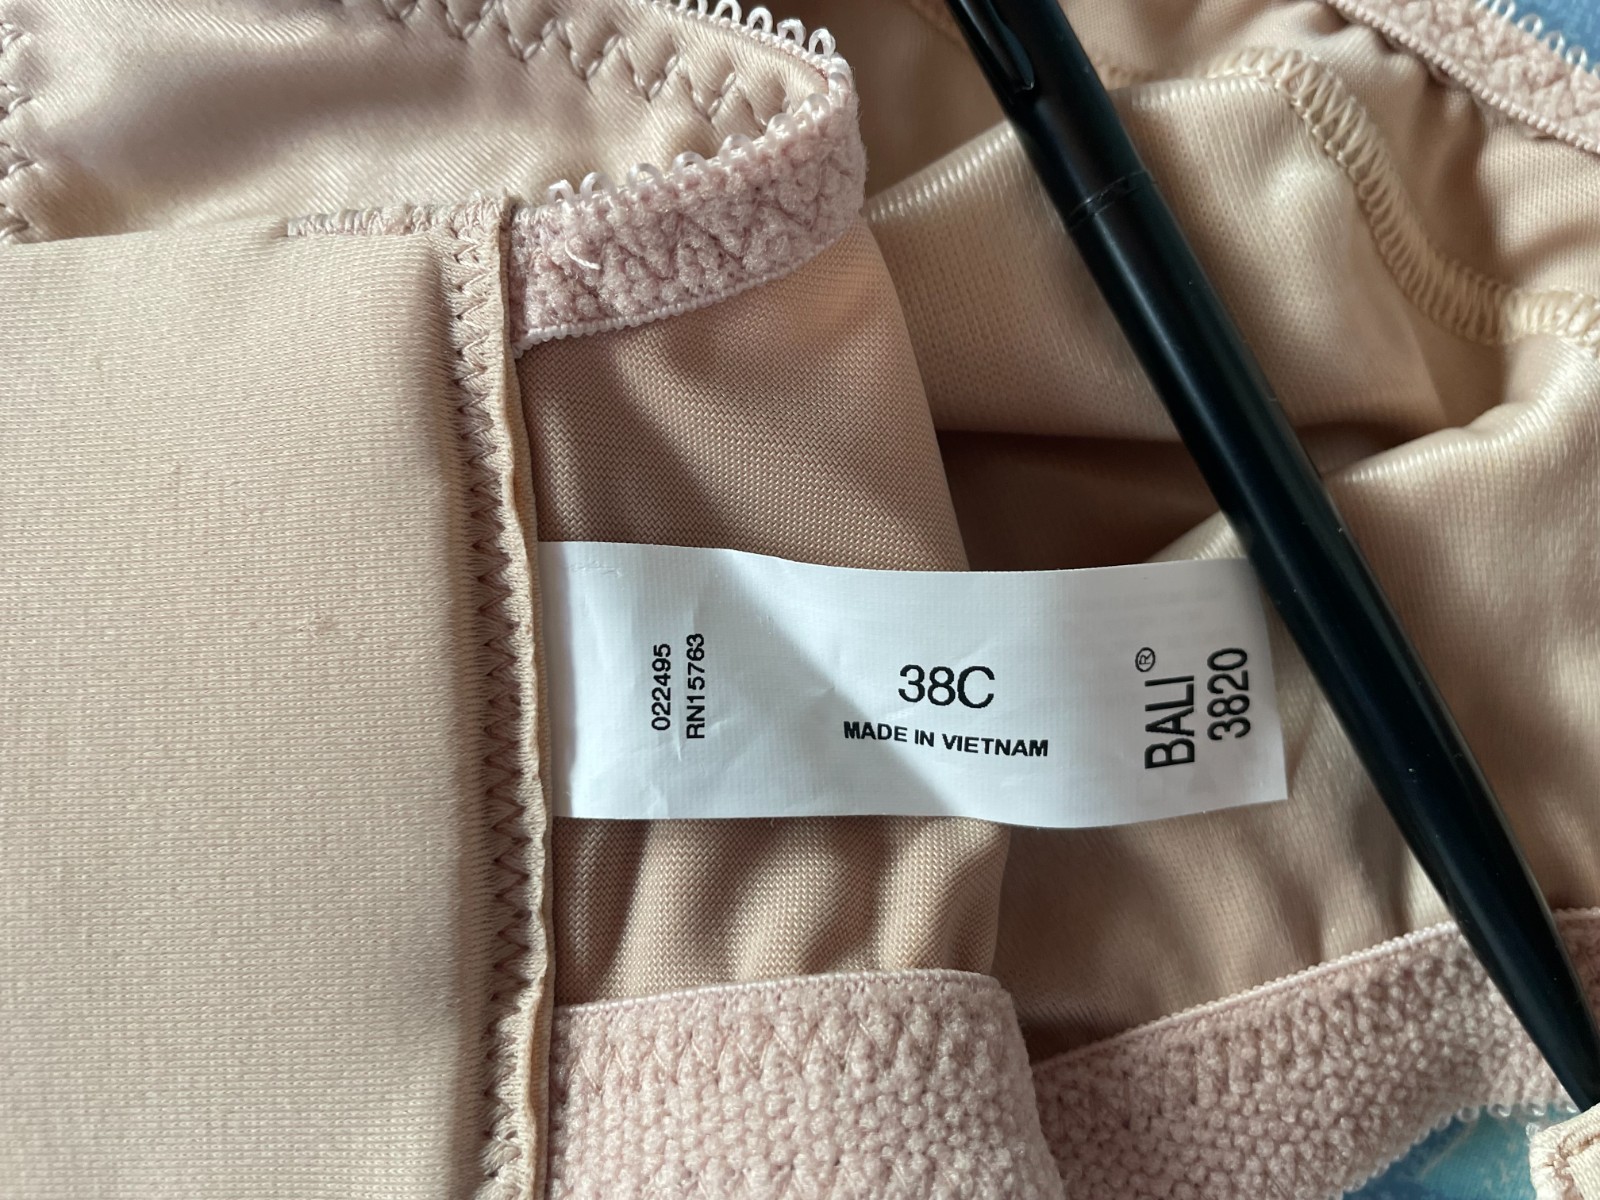 022495
RN15763
38C
MADE IN VIETNAM
BALI®
3820